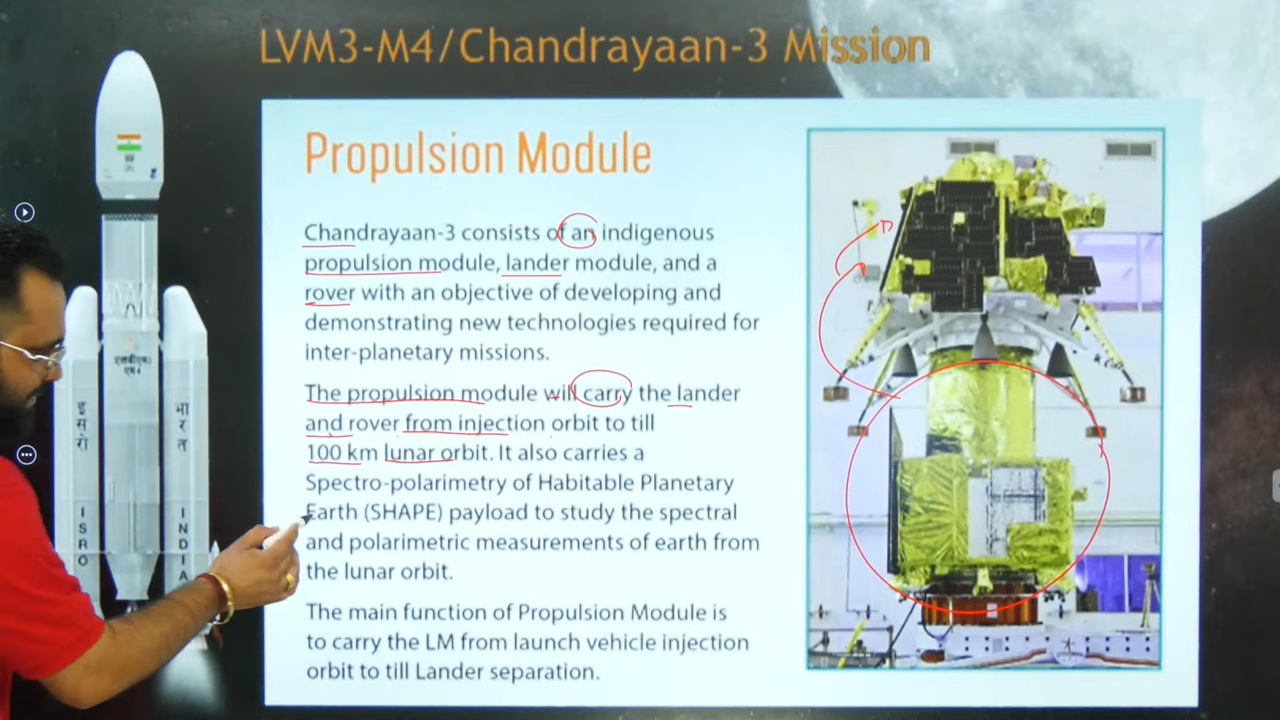 LVM3-M4/Chandrayaan-3 Mission
Propulsion Module
Chandrayaan-3 consists of an indigenous
propulsion module, lander module, and a
rover with an objective of developing and
demonstrating new technologies required for
inter-planetary missions.
The propulsion module will carry the lander
and rover from injection orbit to till
100 km lunar orbit. It also carries a
Spectro-polarimetry of Habitable Planetary
Earth (SHAPE) payload to study the spectral
and polarimetric measurements of earth from
the lunar orbit.
The main function of Propulsion Module is
to carry the LM from launch vehicle injection
orbit to till Lander separation.
इसरो
भारत
ISRO
INDIA